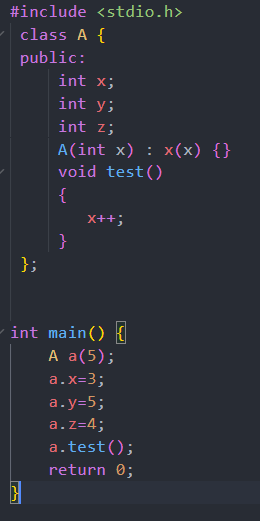 #include <stdio.h>
class A {
public:
int x;
int y;
int z;
A(int x) : x(x) {}
void test()
{
x++;
}
};
int main() {
A a(5);
a.x=3;
a.y=5;
a.z=4;
a.test();
return 0;
}